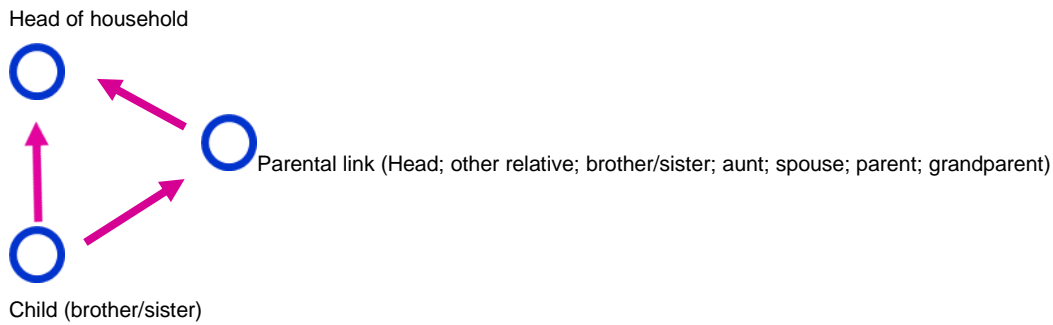 Head of household
Parental link (Head; other relative; brother/sister; aunt; spouse; parent; grandparent)
Child (brother/sister)